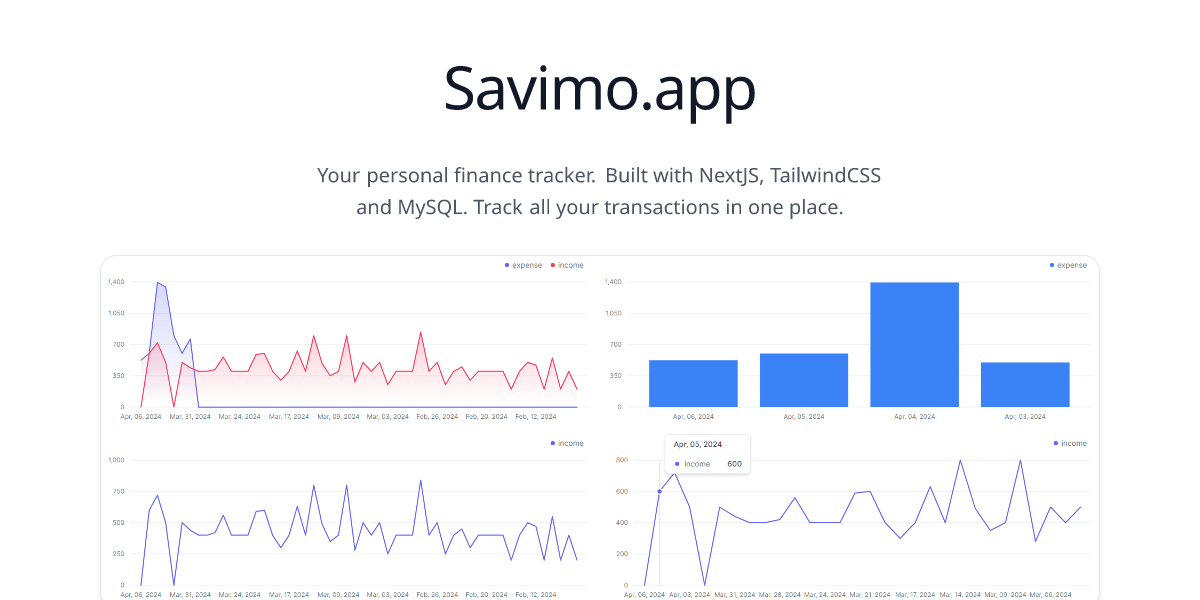 Savimo.app
Your personal finance tracker. Built with NextJS, TailwindCSS
and MySQL. Track all your transactions in one place.
expense income
1,400
1,050
700
350
0
Apr, 06, 2024 Mar, 31, 2024 Mar, 24, 2024 Mar, 17, 2024 Mar, 09, 2024 Mar, 03, 2024 Feb, 26, 2024 Feb, 20, 2024 Feb, 12, 2024
expense
1,400
1,050
700
350
0
Apr, 06, 2024 Apr, 05, 2024 Apr, 04, 2024 Apr, 03, 2024
income
1,000
750
500
250
0
Apr, 06, 2024 Mar, 31, 2024 Mar, 24, 2024 Mar, 17, 2024 Mar, 09, 2024 Mar, 03, 2024 Feb, 26, 2024 Feb, 20, 2024 Feb, 12, 2024
income
Apr, 05, 2024
Income 600
800
600
400
200
0
Apr, 06, 2024 Apr, 03, 2024 Mar, 31, 2024 Mar, 28, 2024 Mar, 24, 2024 Mar, 21, 2024 Mar, 17, 2024 Mar, 14, 2024 Mar, 09, 2024 Mar, 06, 2024